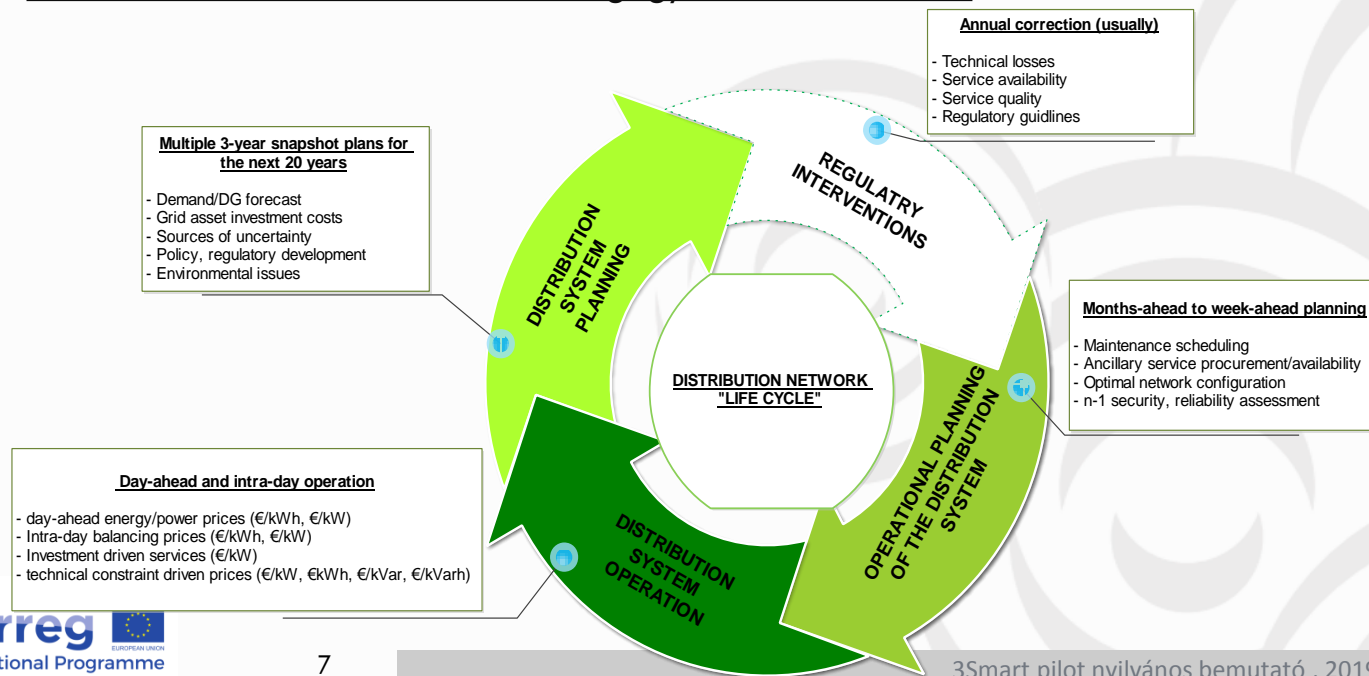 Annual correction (usually)
- Technical losses
- Service availability
- Service quality
- Regulatory guidlines
Multiple 3-year snapshot plans for
the next 20 years
- Demand/DG forecast
- Grid asset investment costs
- Sources of uncertainty
- Policy, regulatory development
- Environmental issues
REGULATRY
INTERVENTIONS
DISTRIBUTION
SYSTEM
PLANNING
Months-ahead to week-ahead planning
- Maintenance scheduling
- Ancillary service procurement/availability
- Optimal network configuration
- n-1 security, reliability assessment
DISTRIBUTION NETWORK
"LIFE CYCLE"
OPERATIONAL PLANNING
OF THE DISTRIBUTION
SYSTEM
Day-ahead and intra-day operation
- day-ahead energy/power prices (€/kWh, €/kW)
- Intra-day balancing prices (€/kWh, €/kW)
- Investment driven services (€/kW)
- technical constraint driven prices (€/kW, €kWh, €/kVar, €/kVarh)
DISTRIBUTION
SYSTEM
OPERATION
rreg
EUROPEAN UNION
tional Programme
7
3Smart pilot nyilvános bemutató , 2019